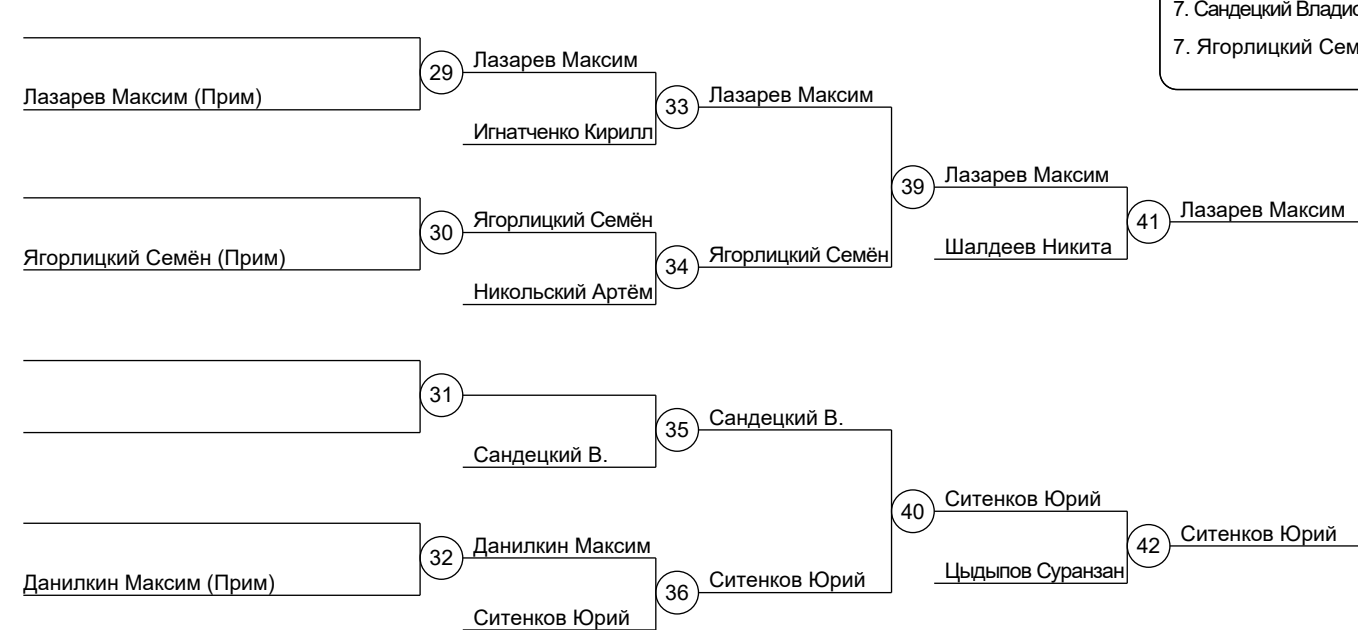 7. Сандецкий
7. Ягорлицкий
29 Лазарев Максим
Лазарев Максим (Прим)
33 Лазарев Максим
Игнатченко Кирилл
39 Лазарев Максим
41 Лазарев Максим
30 Ягорлицкий Семён
Шалдеев Никита
Ягорлицкий Семён (Прим)
34 Ягорлицкий Семён
Никольский Артём
31
35 Сандецкий В.
Сандецкий В.
40 Ситенков Юрий
42 Ситенков Юрий
32 Данилкин Максим
Цыдыпов Суранзан
Данилкин Максим (Прим)
36 Ситенков Юрий
Ситенков Юрий